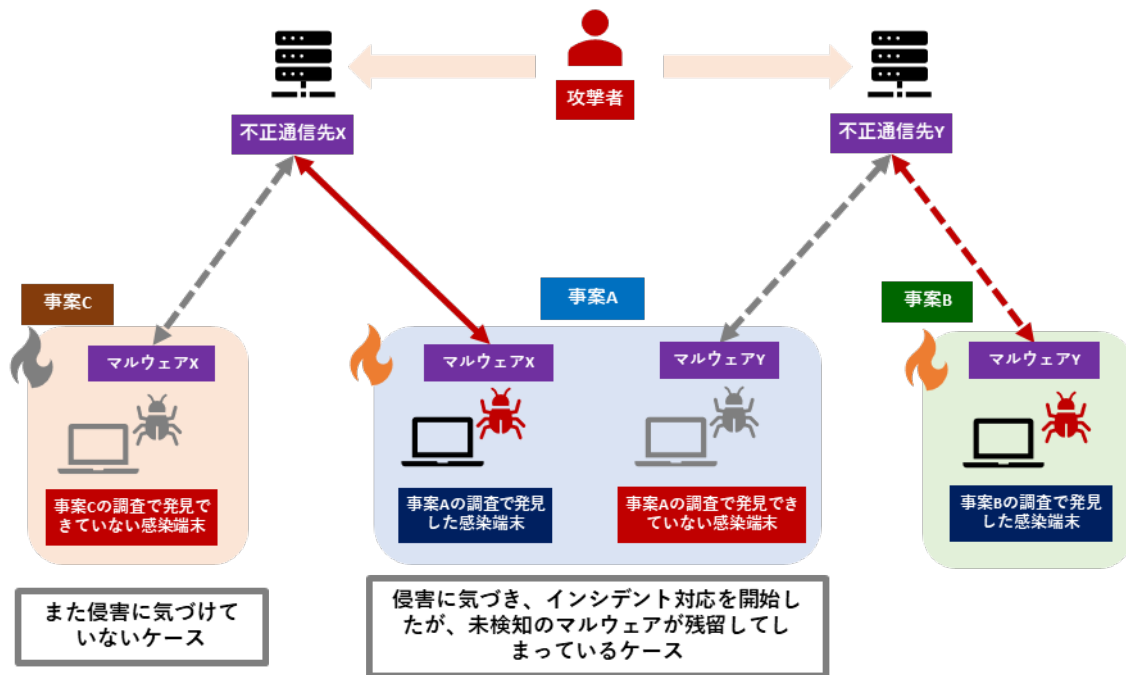 攻撃者
不正通信先X
不正通信先Y
事案C
事案A
事案B
マルウェアX
マルウェアX
マルウェアY
マルウェアY
事案Cの調査で発見で
きていない感染端末
事案Aの調査で発見
した感染端末
事案Aの調査で発見でき
ていない感染端末
事案Bの調査で発見
した感染端末
また侵害に気づけて
いないケース
侵害に気づき、インシデント対応を開始し
たが、未検知のマルウェアが残留してし
まっているケース